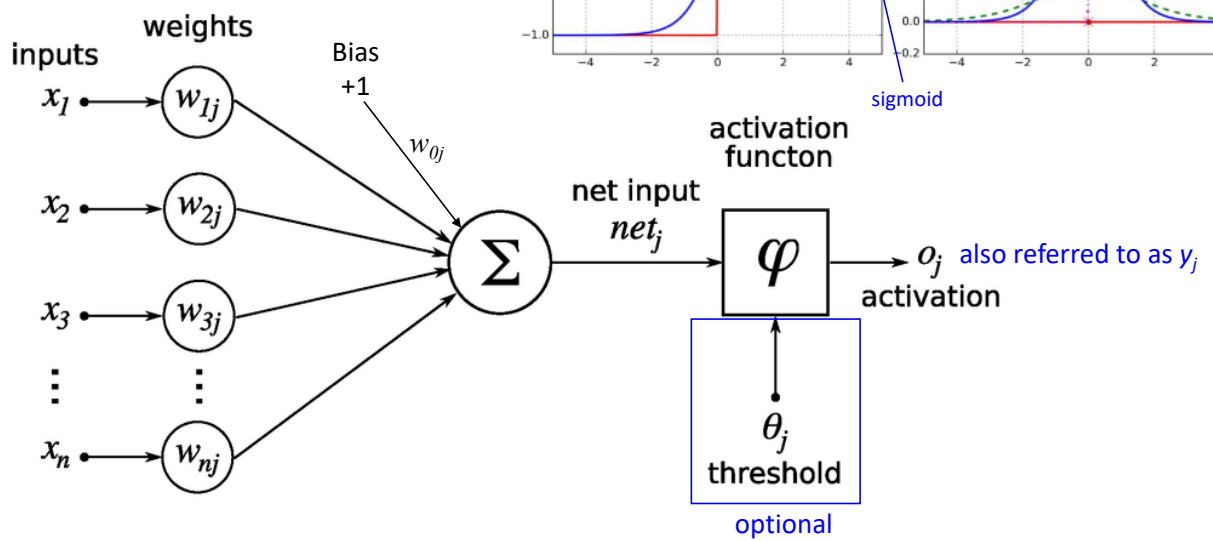 weights
inputs
Bias
+1
x1
w1j
w0j
x2
w2j
x3
w3j
⋮
⋮
xn
wnj
Σ
net input
netj
activation
functon
φ
oj also referred to as yj
activation
θj
threshold
optional
−1.0
−4 −2 0 2 4
sigmoid
0.0
−0.2
−4 −2 0 2